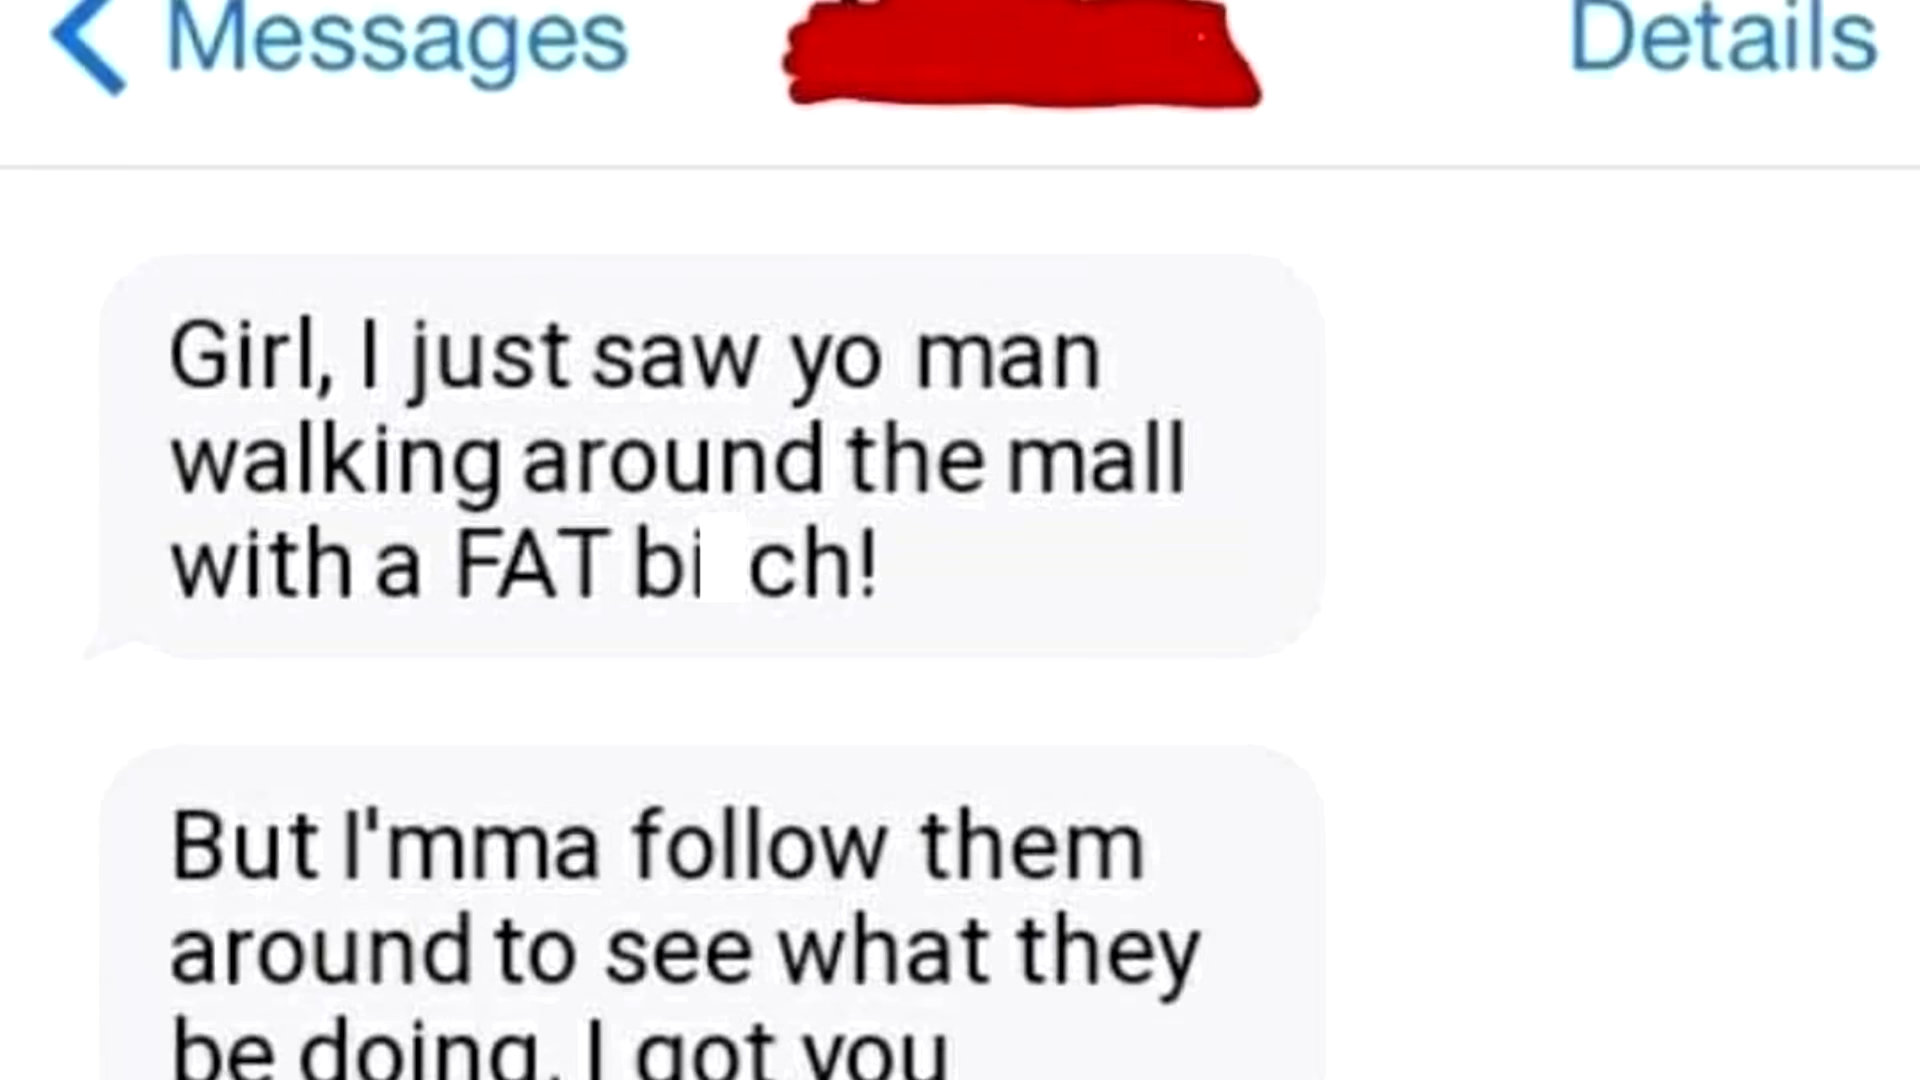 Messages
Details
Girl, I just saw yo man
walking around the mall
with a FAT bi ch!
But I'mma follow them
around to see what they
be doing. I got you